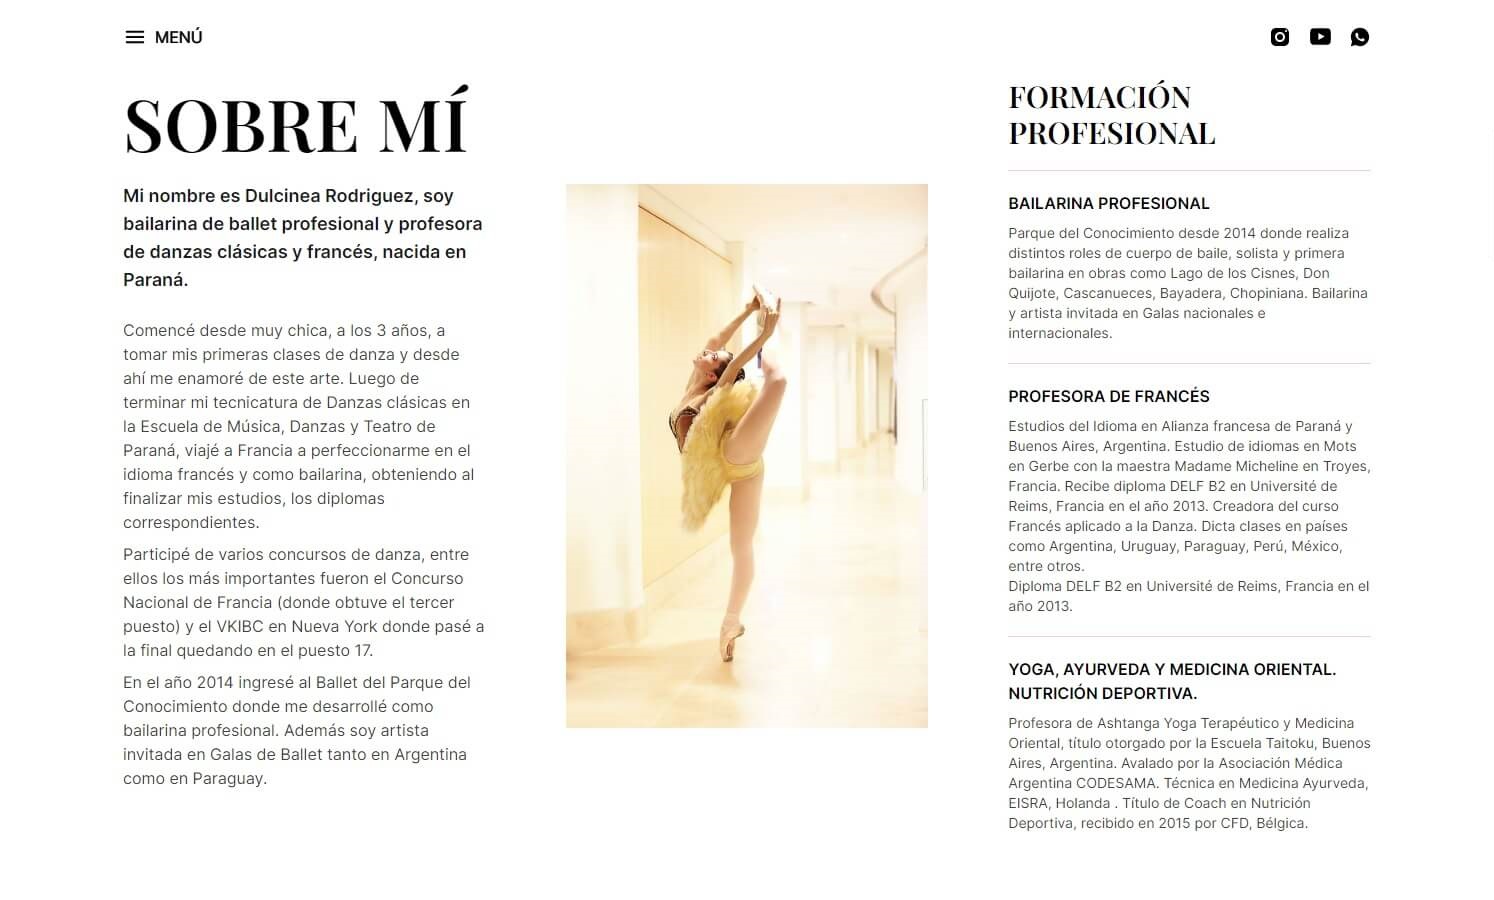 MENÚ
SOBRE MÍ
Mi nombre es Dulcinea Rodriguez, soy
bailarina de ballet profesional y profesora
de danzas clásicas y francés, nacida en
Paraná.
Comencé desde muy chica, a los 3 años, a
tomar mis primeras clases de danza y desde
ahí me enamoré de este arte. Luego de
terminar mi tecnicatura de Danzas clásicas en
la Escuela de Música, Danzas y Teatro de
Paraná, viajé a Francia a perfeccionarme en el
idioma francés y como bailarina, obteniendo al
finalizar mis estudios, los diplomas
correspondientes.
Participé de varios concursos de danza, entre
ellos los más importantes fueron el Concurso
Nacional de Francia (donde obtuve el tercer
puesto) y el VKIBC en Nueva York donde pasé a
la final quedando en el puesto 17.
En el año 2014 ingresé al Ballet del Parque del
Conocimiento donde me desarrollé como
bailarina profesional. Además soy artista
invitada en Galas de Ballet tanto en Argentina
como en Paraguay.
FORMACIÓN
PROFESIONAL
BAILARINA PROFESIONAL
Parque del Conocimiento desde 2014 donde realiza
distintos roles de cuerpo de baile, solista y primera
bailarina en obras como Lago de los Cisnes, Don
Quijote, Cascanueces, Bayadera, Chopiniana. Bailarina
y artista invitada en Galas nacionales e
internacionales.
PROFESORA DE FRANCÉS
Estudios del Idioma en Alianza francesa de Paraná y
Buenos Aires, Argentina. Estudio de idiomas en Mots
en Gerbe con la maestra Madame Micheline en Troyes,
Francia. Recibe diploma DELF B2 en Université de
Reims, Francia en el año 2013. Creadora del curso
Francés aplicado a la Danza. Dicta clases en países
como Argentina, Uruguay, Paraguay, Perú, México,
entre otros.
Diploma DELF B2 en Université de Reims, Francia en el
año 2013.
YOGA, AYURVEDA Y MEDICINA ORIENTAL.
NUTRICIÓN DEPORTIVA.
Profesora de Ashtanga Yoga Terapéutico y Medicina
Oriental, título otorgado por la Escuela Taitoku, Buenos
Aires, Argentina. Avalado por la Asociación Médica
Argentina CODESAMA. Técnica en Medicina Ayurveda,
EISRA, Holanda . Título de Coach en Nutrición
Deportiva, recibido en 2015 por CFD, Bélgica.